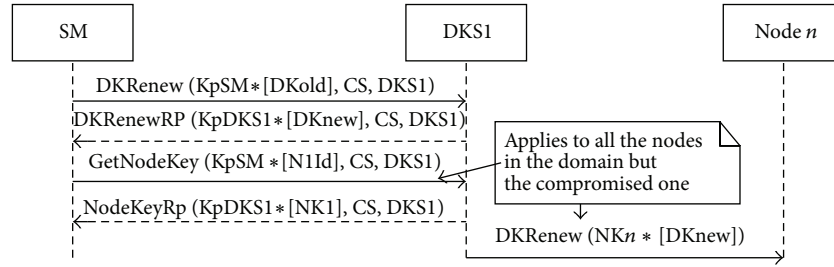 SM
DKS1
Node n
DKRenew (KpSM∗[DKold], CS, DKS1)
DKRenewRP (KpDKS1∗[DKnew], CS, DKS1)
GetNodeKey (KpSM ∗[N1Id], CS, DKS1)
NodeKeyRp (KpDKS1∗[NK1], CS, DKS1)
Applies to all the nodes
in the domain but
the compromised one
DKRenew (NKn ∗ [DKnew])